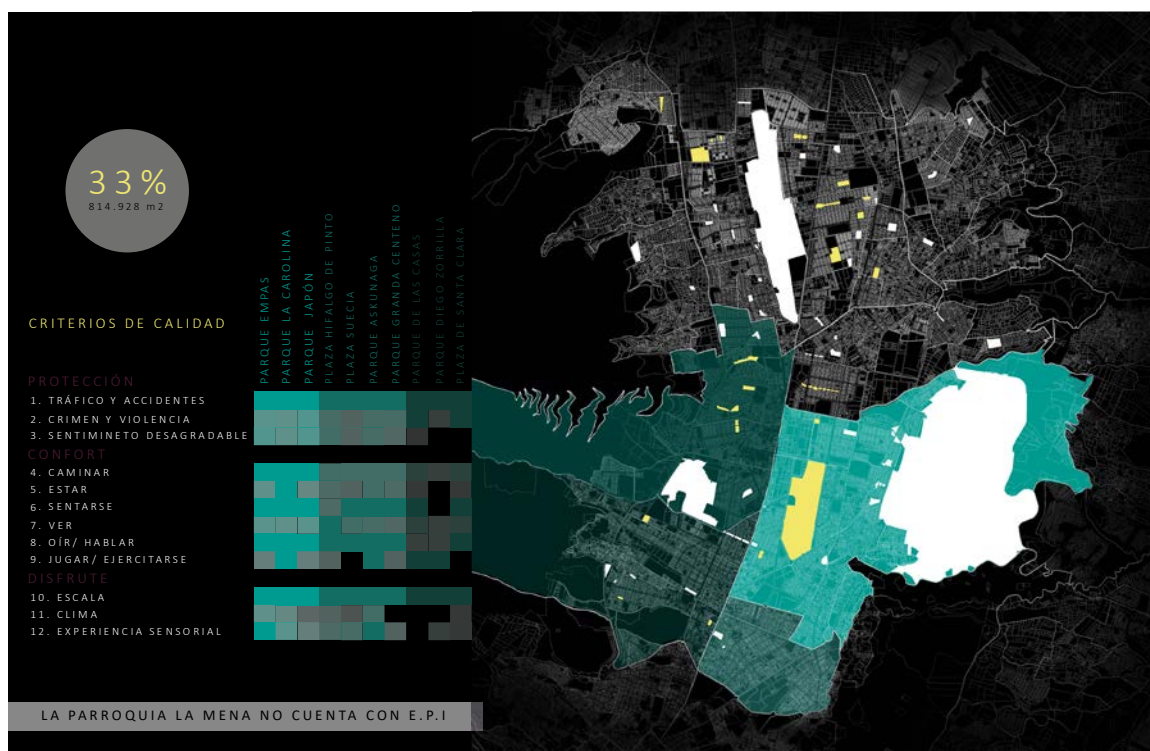 33%
814.928 m2
CRITERIOS DE CALIDAD
PARQUE EMPAS
PARQUE LA CAROLINA
PARQUE JAPÓN
PLAZA HIFALGO DE PINTO
PLAZA SUECIA
PARQUE ASKUNAGA
PARQUE GRANDA CENTENO
PARQUE DE LAS CASAS
PARQUE DIEGO ZORRILLA
PLAZA DE SANTA CLARA
PROTECCIÓN
1. TRÁFICO Y ACCIDENTES
2. CRIMEN Y VIOLENCIA
3. SENTIMINETO DESAGRADABLE
CONFORT
4. CAMINAR
5. ESTAR
6. SENTARSE
7. VER
8. OÍR/ HABLAR
9. JUGAR/ EJERCITARSE
DISFRUTE
10. ESCALA
11. CLIMA
12. EXPERIENCIA SENSORIAL
LA PARROQUIA LA MENA NO CUENTA CON E.P.I